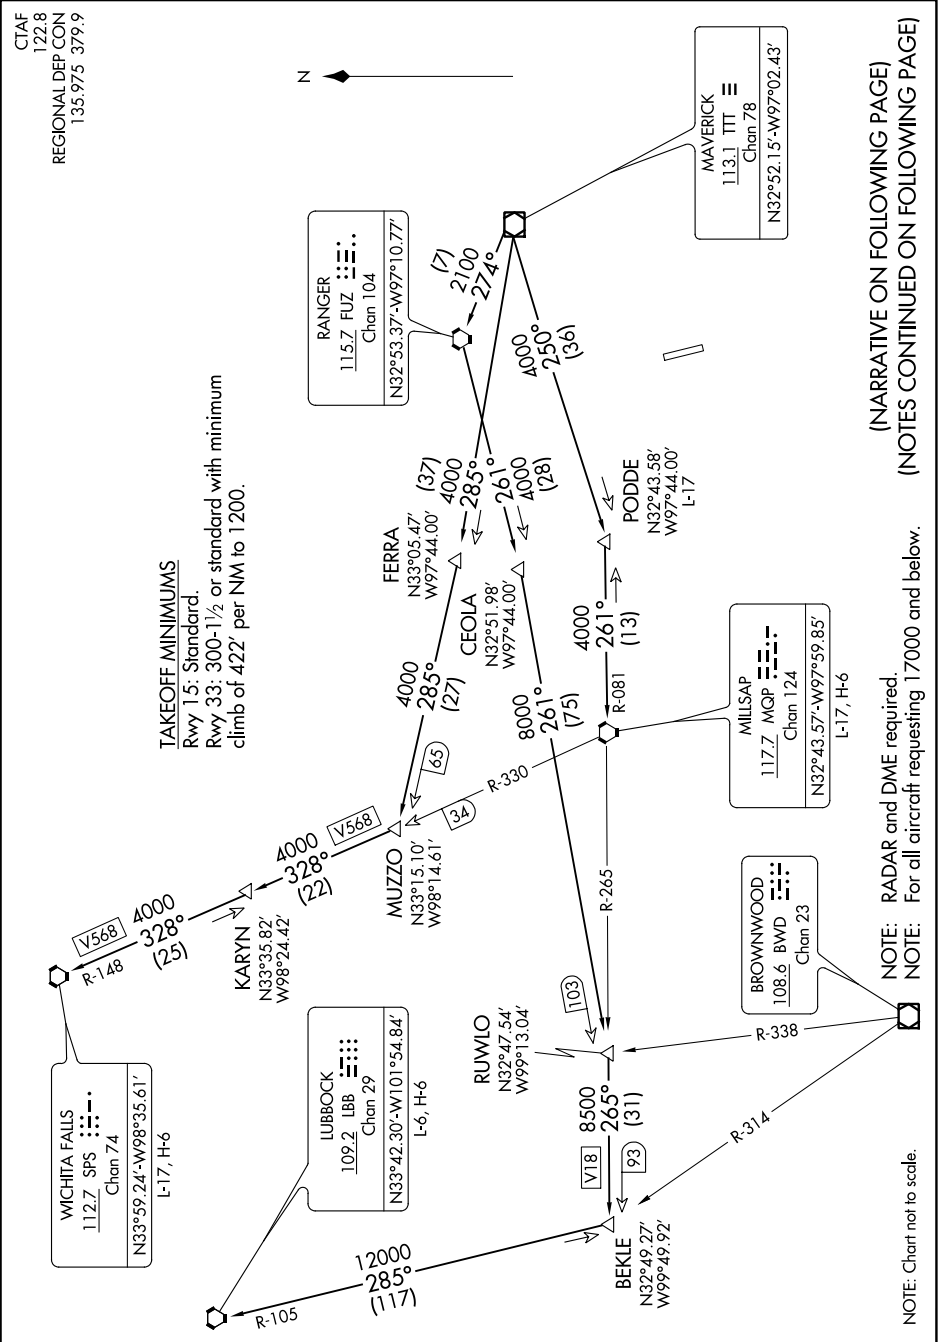 CTAF
122.8
REGIONAL DEP CON
135.975 379.9
N
TAKEOFF MINIMUMS
Rwy 15: Standard.
Rwy 33: 300-1½ or standard with minimum
climb of 422' per NM to 1200.
WICHITA FALLS
112.7 SPS
Chan 74
N33°59.24'-W98°35.61'
L-17, H-6
V568
4000
328°
(25)
R-148
KARYN
N33°35.82'
W98°24.42'
4000
328°
(22)
V568
MUZZO
N33°15.10'
W98°14.61'
34
65
R-330
4000
285°
(27)
FERRA
N33°05.47'
W97°44.00'
(37)
4000
285°
RANGER
115.7 FUZ
Chan 104
N32°53.37'-W97°10.77'
(7)
2100
274°
MAVERICK
113.1 TTT
Chan 78
N32°52.15'-W97°02.43'
CEOLA
N32°51.98'
W97°44.00'
261°
4000
(28)
8000
261°
(75)
4000
250°
(36)
PODDE
N32°43.58'
W97°44.00'
L-17
4000
261°
(13)
R-081
MILLSAP
117.7 MQP
Chan 124
N32°43.57'-W97°59.85'
L-17, H-6
R-265
103
RUWLO
N32°47.54'
W99°13.04'
LUBBOCK
109.2 LBB
Chan 29
N33°42.30'-W101°54.84'
L-6, H-6
R-105
12000
285°
(117)
BEKLE
N32°49.27'
W99°49.92'
8500
265°
(31)
V18
93
BROWNWOOD
108.6 BWD
Chan 23
R-338
R-314
NOTE: RADAR and DME required.
NOTE: For all aircraft requesting 17000 and below.
(NARRATIVE ON FOLLOWING PAGE)
(NOTES CONTINUED ON FOLLOWING PAGE)
NOTE: Chart not to scale.